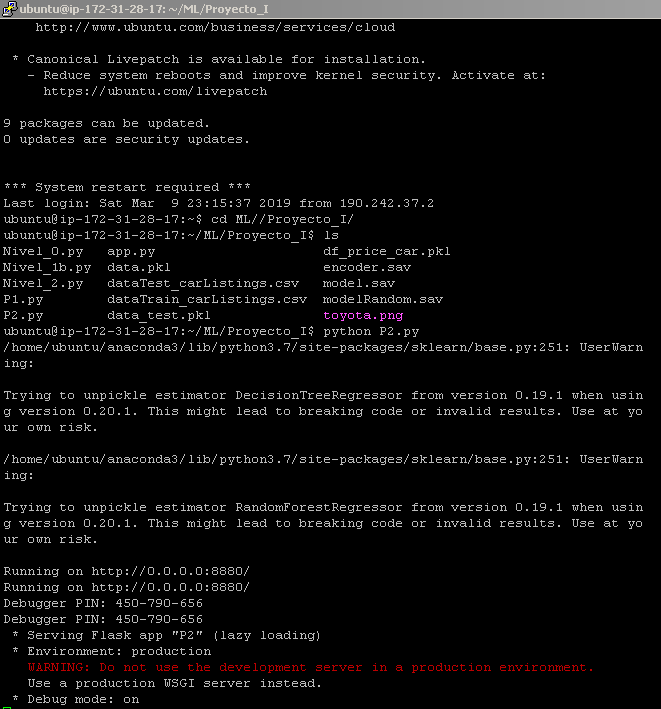 ubuntu@ip-172-31-28-17: ~/ML/Proyecto_I
http://www.ubuntu.com/business/services/cloud
* Canonical Livepatch is available for installation.
- Reduce system reboots and improve kernel security. Activate at:
https://ubuntu.com/livepatch
9 packages can be updated.
0 updates are security updates.
*** System restart required ***
Last login: Sat Mar  9 23:15:37 2019 from 190.242.37.2
ubuntu@ip-172-31-28-17:~$ cd ML//Proyecto_I/
ubuntu@ip-172-31-28-17:~/ML/Proyecto_I$ ls
Nivel_0.py   app.py                     df_price_car.pkl
Nivel_1b.py  data.pkl                   encoder.sav
Nivel_2.py   dataTest_carListings.csv   model.sav
P1.py        dataTrain_carListings.csv  modelRandom.sav
P2.py        data_test.pkl              toyota.png
ubuntu@ip-172-31-28-17:~/ML/Proyecto_I$ python P2.py
/home/ubuntu/anaconda3/lib/python3.7/site-packages/sklearn/base.py:251: UserWarn
ing:
Trying to unpickle estimator DecisionTreeRegressor from version 0.19.1 when usin
g version 0.20.1. This might lead to breaking code or invalid results. Use at yo
ur own risk.
/home/ubuntu/anaconda3/lib/python3.7/site-packages/sklearn/base.py:251: UserWarn
ing:
Trying to unpickle estimator RandomForestRegressor from version 0.19.1 when usin
g version 0.20.1. This might lead to breaking code or invalid results. Use at yo
ur own risk.
Running on http://0.0.0.0:8880/
Running on http://0.0.0.0:8880/
Debugger PIN: 450-790-656
Debugger PIN: 450-790-656
* Serving Flask app "P2" (lazy loading)
* Environment: production
WARNING: Do not use the development server in a production environment.
Use a production WSGI server instead.
* Debug mode: on